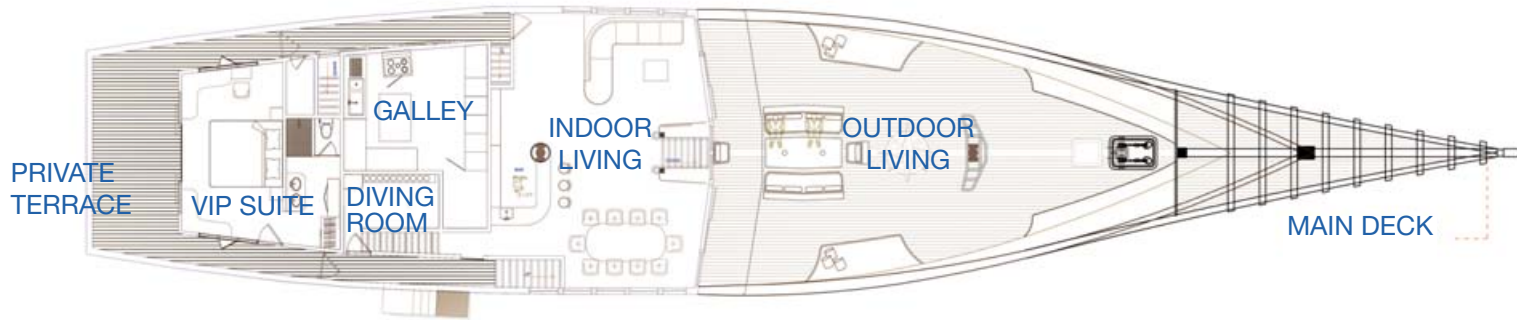 PRIVATE
TERRACE
VIP SUITE
GALLEY
DIVING
ROOM
INDOOR
LIVING
OUTDOOR
LIVING
MAIN DECK